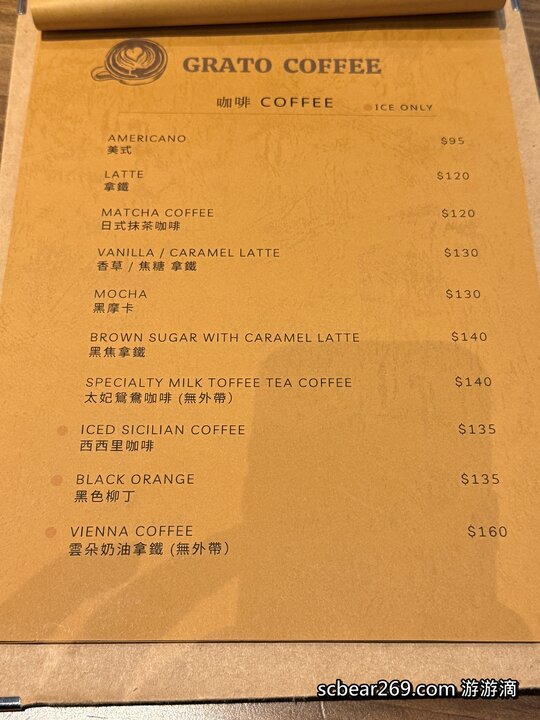 GRATO COFFEE
咖啡 COFFEE
ICE ONLY
AMERICANO $95
美式
LATTE $120
拿鐵
MATCHA COFFEE $120
日式抹茶咖啡
VANILLA / CARAMEL LATTE $130
香草 / 焦糖 拿鐵
MOCHA $130
黑摩卡
BROWN SUGAR WITH CARAMEL LATTE $140
黑焦拿鐵
SPECIALTY MILK TOFFEE TEA COFFEE $140
太妃鴛鴦咖啡 (無外帶)
ICED SICILIAN COFFEE $135
西西里咖啡
BLACK ORANGE $135
黑色柳丁
VIENNA COFFEE $160
雲朵奶油拿鐵 (無外帶)
scbear269.com 游游滴